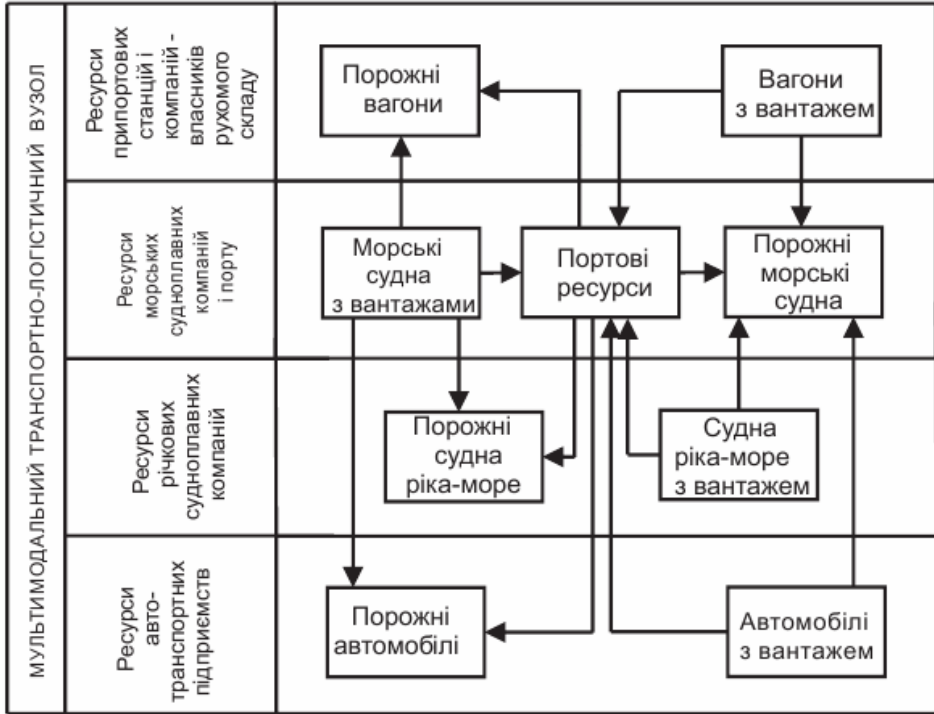 МУЛЬТИМОДАЛЬНИЙ ТРАНСПОРТНО-ЛОГІСТИЧНИЙ ВУЗОЛ
Ресурси
припортових
станцій і
компаній -
власників
рухомого
складу
Порожні
вагони
Вагони
з вантажем
Ресурси
морських
судноплавних
компаній
і порту
Морські
судна
з вантажами
Портові
ресурси
Порожні
морські
судна
Ресурси
річкових
судноплавних
компаній
Порожні
судна
ріка-море
Судна
ріка-море
з вантажем
Ресурси
авто-
транспортних
підприємств
Порожні
автомобілі
Автомобілі
з вантажем